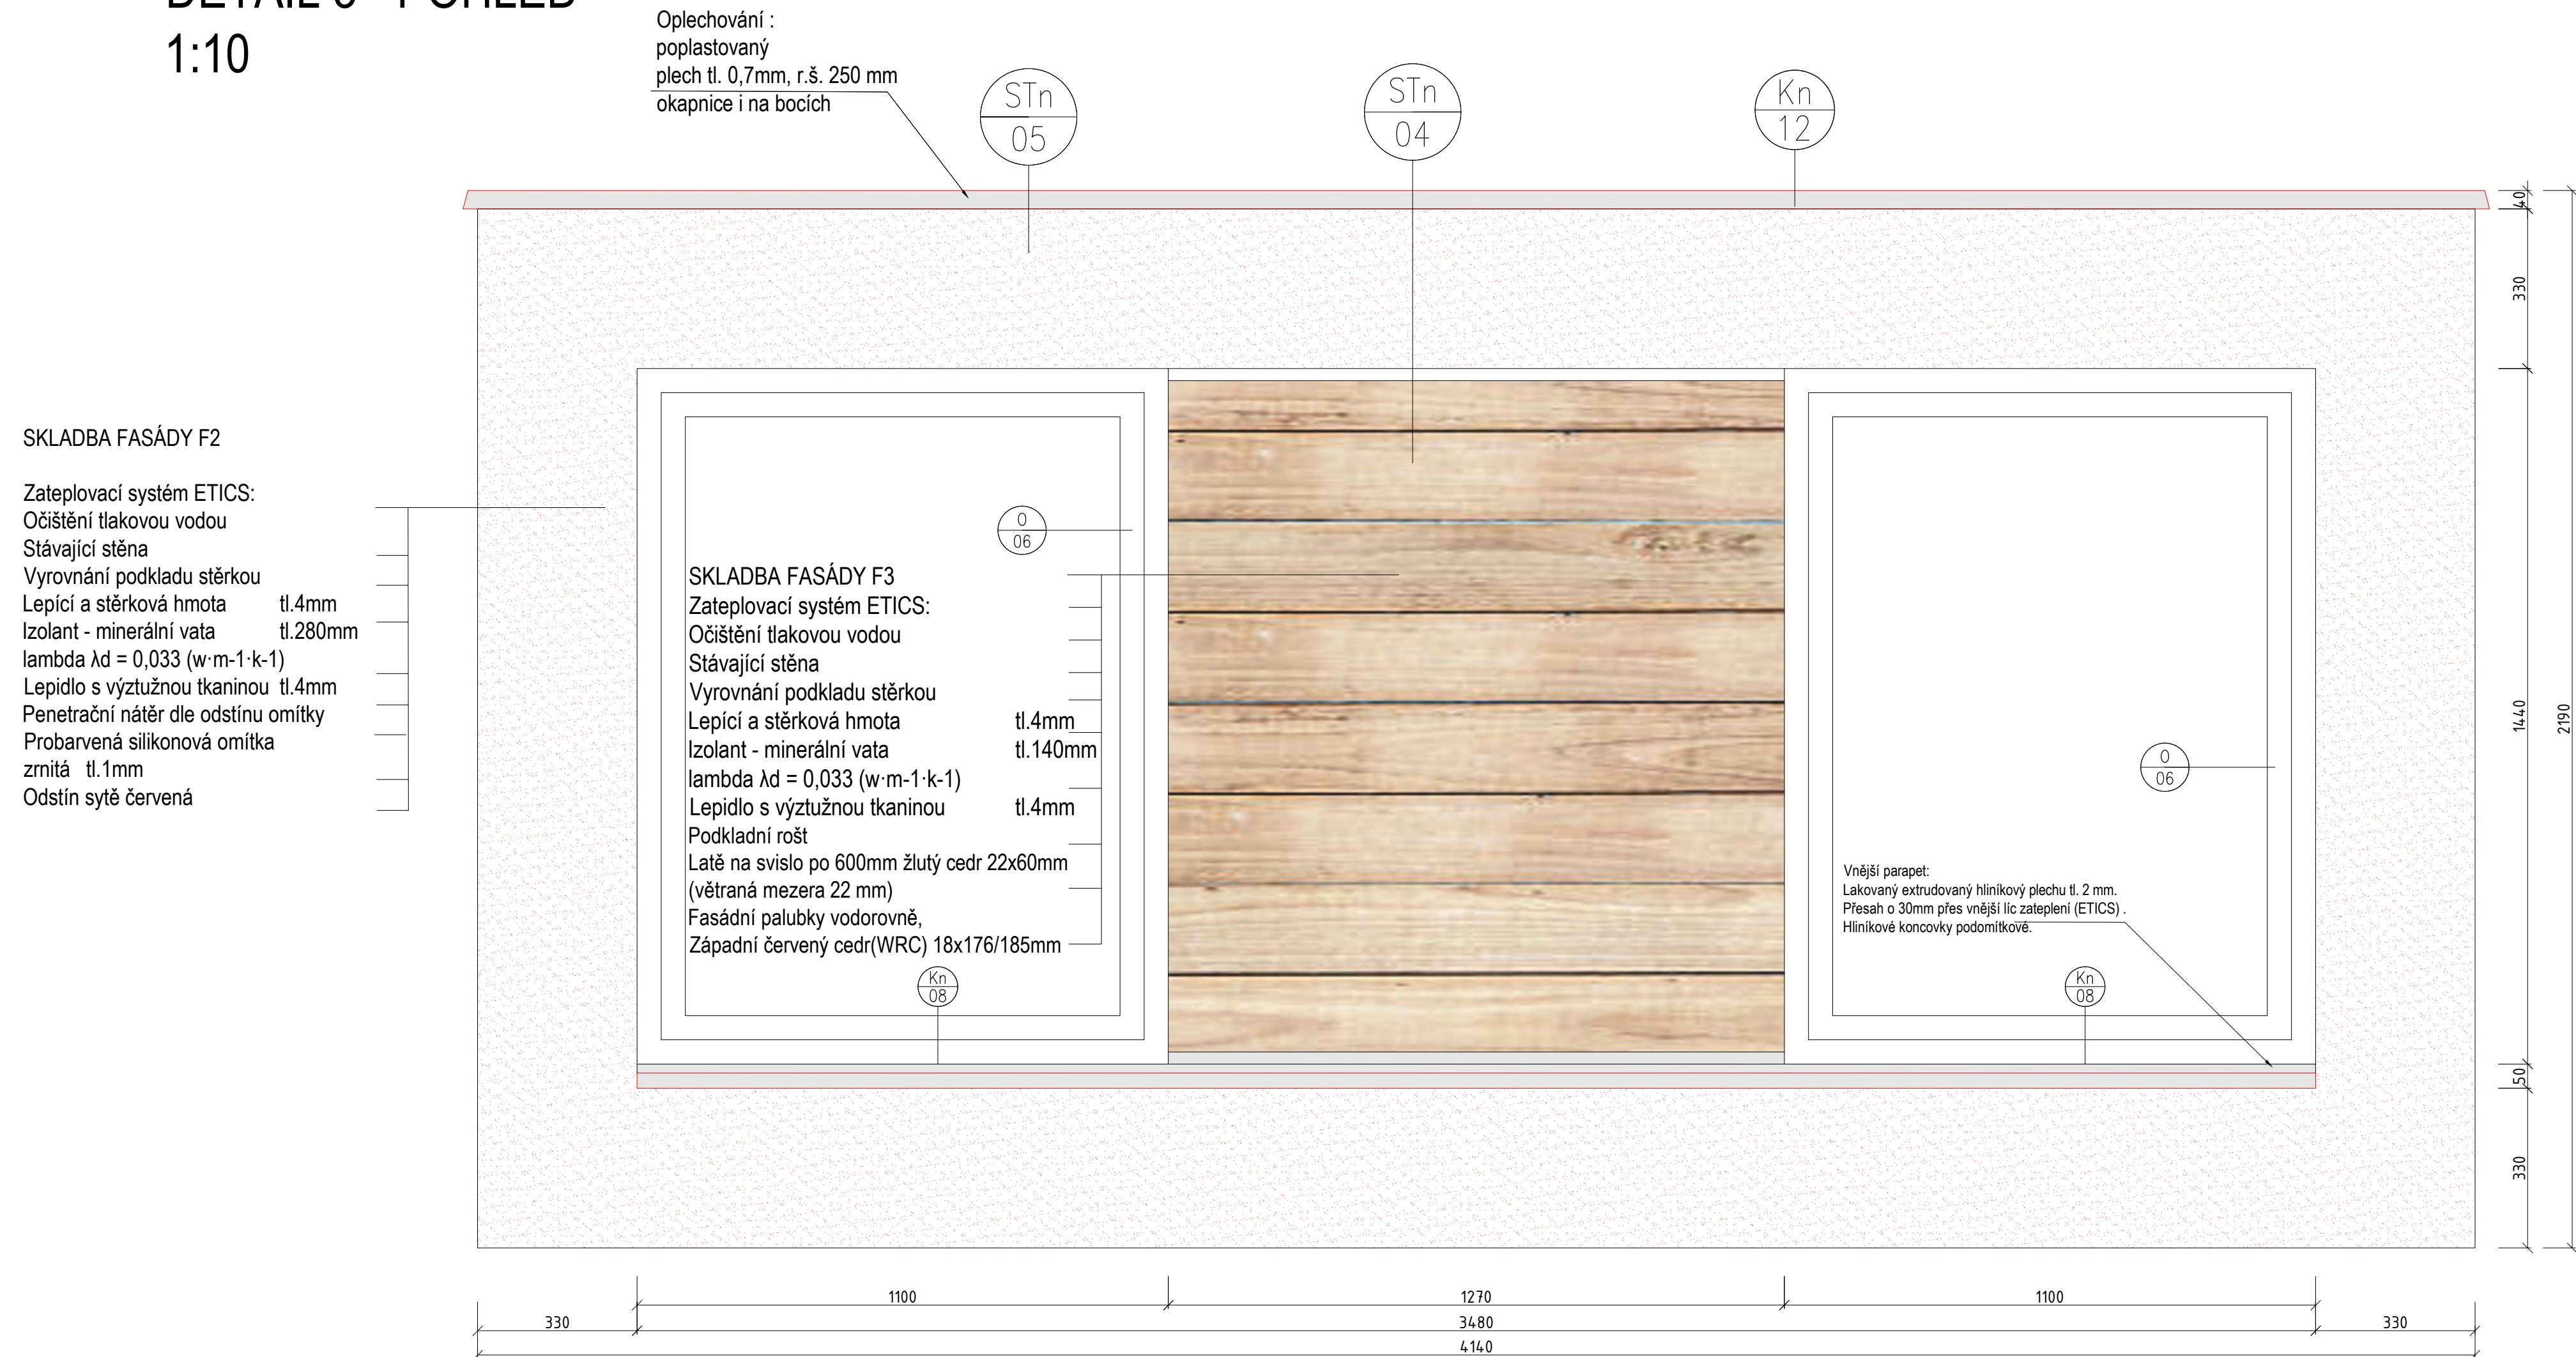 1:10
Oplechování :
poplastovaný
plech tl. 0,7mm, r.š. 250 mm
okapnice i na bocích
STn
05
STn
04
Kn
12
SKLADBA FASÁDY F2
Zateplovací systém ETICS:
Očištění tlakovou vodou
Stávající stěna
Vyrovnání podkladu stěrkou
Lepící a stěrková hmota tl.4mm
Izolant - minerální vata tl.280mm
lambda λd = 0,033 (w·m-1·k-1)
Lepidlo s výztužnou tkaninou tl.4mm
Penetrační nátěr dle odstínu omítky
Probarvená silikonová omítka
zrnitá tl.1mm
Odstín sytě červená
O
06
SKLADBA FASÁDY F3
Zateplovací systém ETICS:
Očištění tlakovou vodou
Stávající stěna
Vyrovnání podkladu stěrkou
Lepící a stěrková hmota tl.4mm
Izolant - minerální vata tl.140mm
lambda λd = 0,033 (w·m-1·k-1)
Lepidlo s výztužnou tkaninou tl.4mm
Podkladní rošt
Latě na svislo po 600mm žlutý cedr 22x60mm
(větraná mezera 22 mm)
Fasádní palubky vodorovně,
Západní červený cedr(WRC) 18x176/185mm
Kn
08
O
06
Vnější parapet:
Lakovaný extrudovaný hliníkový plechu tl. 2 mm.
Přesah o 30mm přes vnější líc zateplení (ETICS) .
Hliníkové koncovky podomítkové.
Kn
08
40
330
1440
2190
50
330
1100
1270
1100
330
3480
330
4140